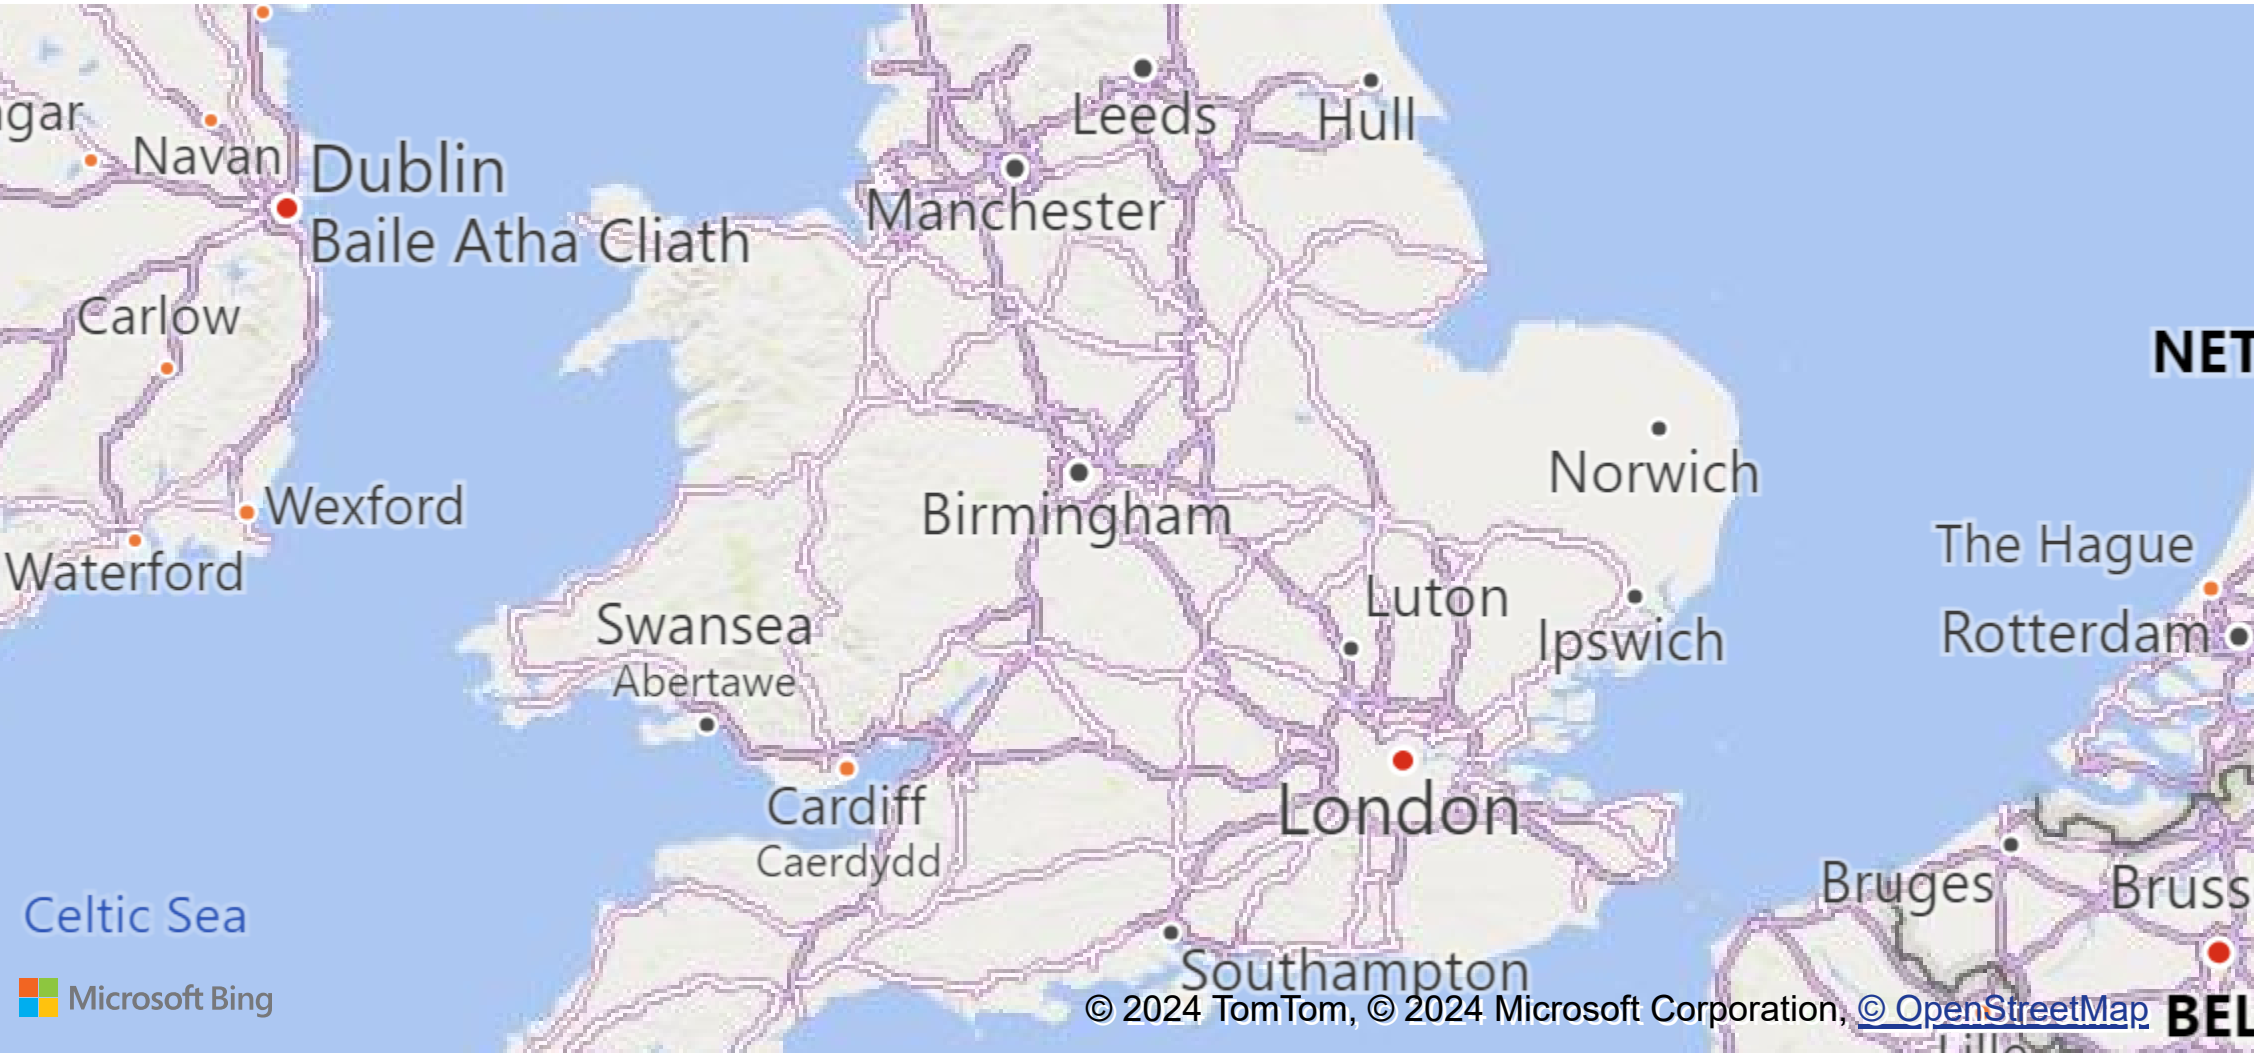 Leeds
Hull
gar
Navan
Dublin
Baile Atha Cliath
Manchester
Carlow
NET
Norwich
Birmingham
Wexford
The Hague
Waterford
Luton
Swansea
Abertawe
Ipswich
Rotterdam
Cardiff
Caerdydd
London
Bruges
Bruss
Celtic Sea
Southampton
Microsoft Bing
© 2024 TomTom, © 2024 Microsoft Corporation, © OpenStreetMap
BEL
Lille